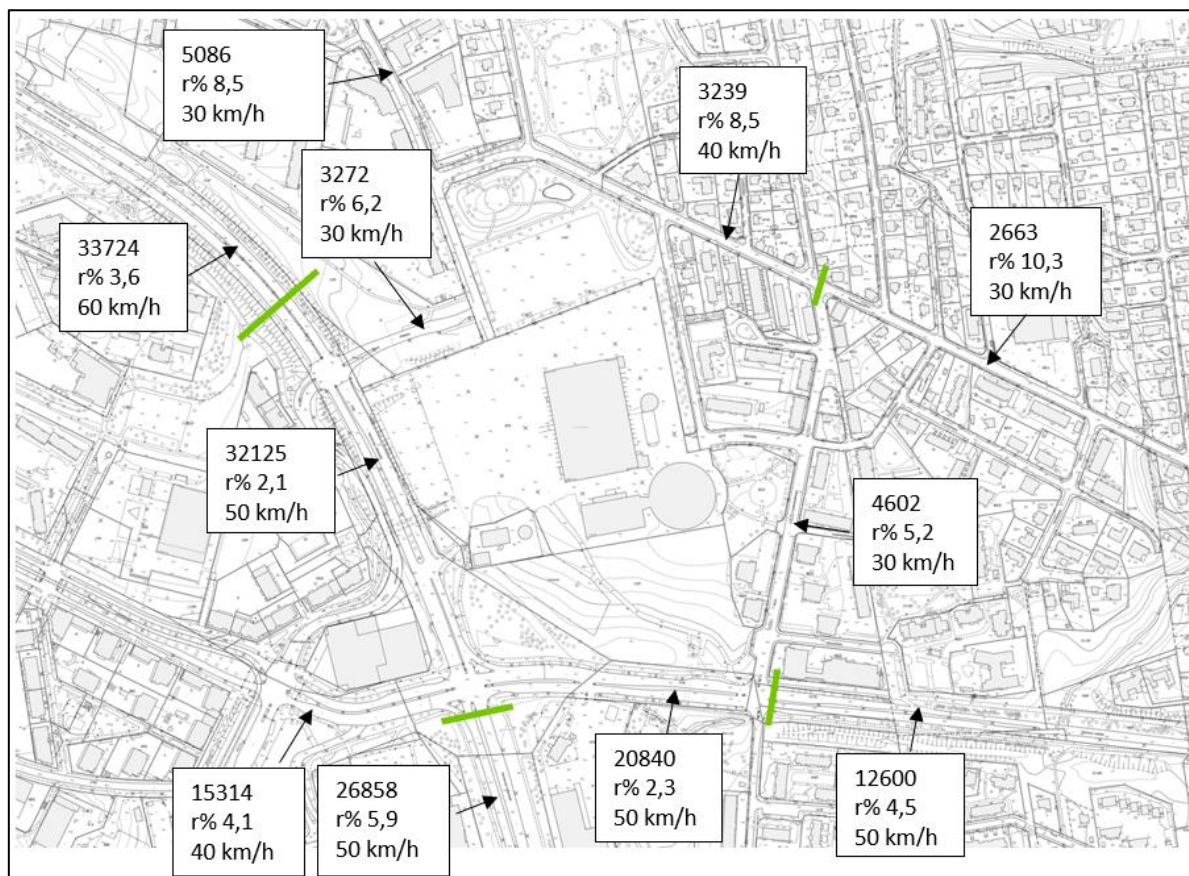 5086
r% 8,5
30 km/h
3239
r% 8,5
40 km/h
3272
r% 6,2
30 km/h
2663
r% 10,3
30 km/h
33724
r% 3,6
60 km/h
32125
r% 2,1
50 km/h
4602
r% 5,2
30 km/h
15314
r% 4,1
40 km/h
26858
r% 5,9
50 km/h
20840
r% 2,3
50 km/h
12600
r% 4,5
50 km/h